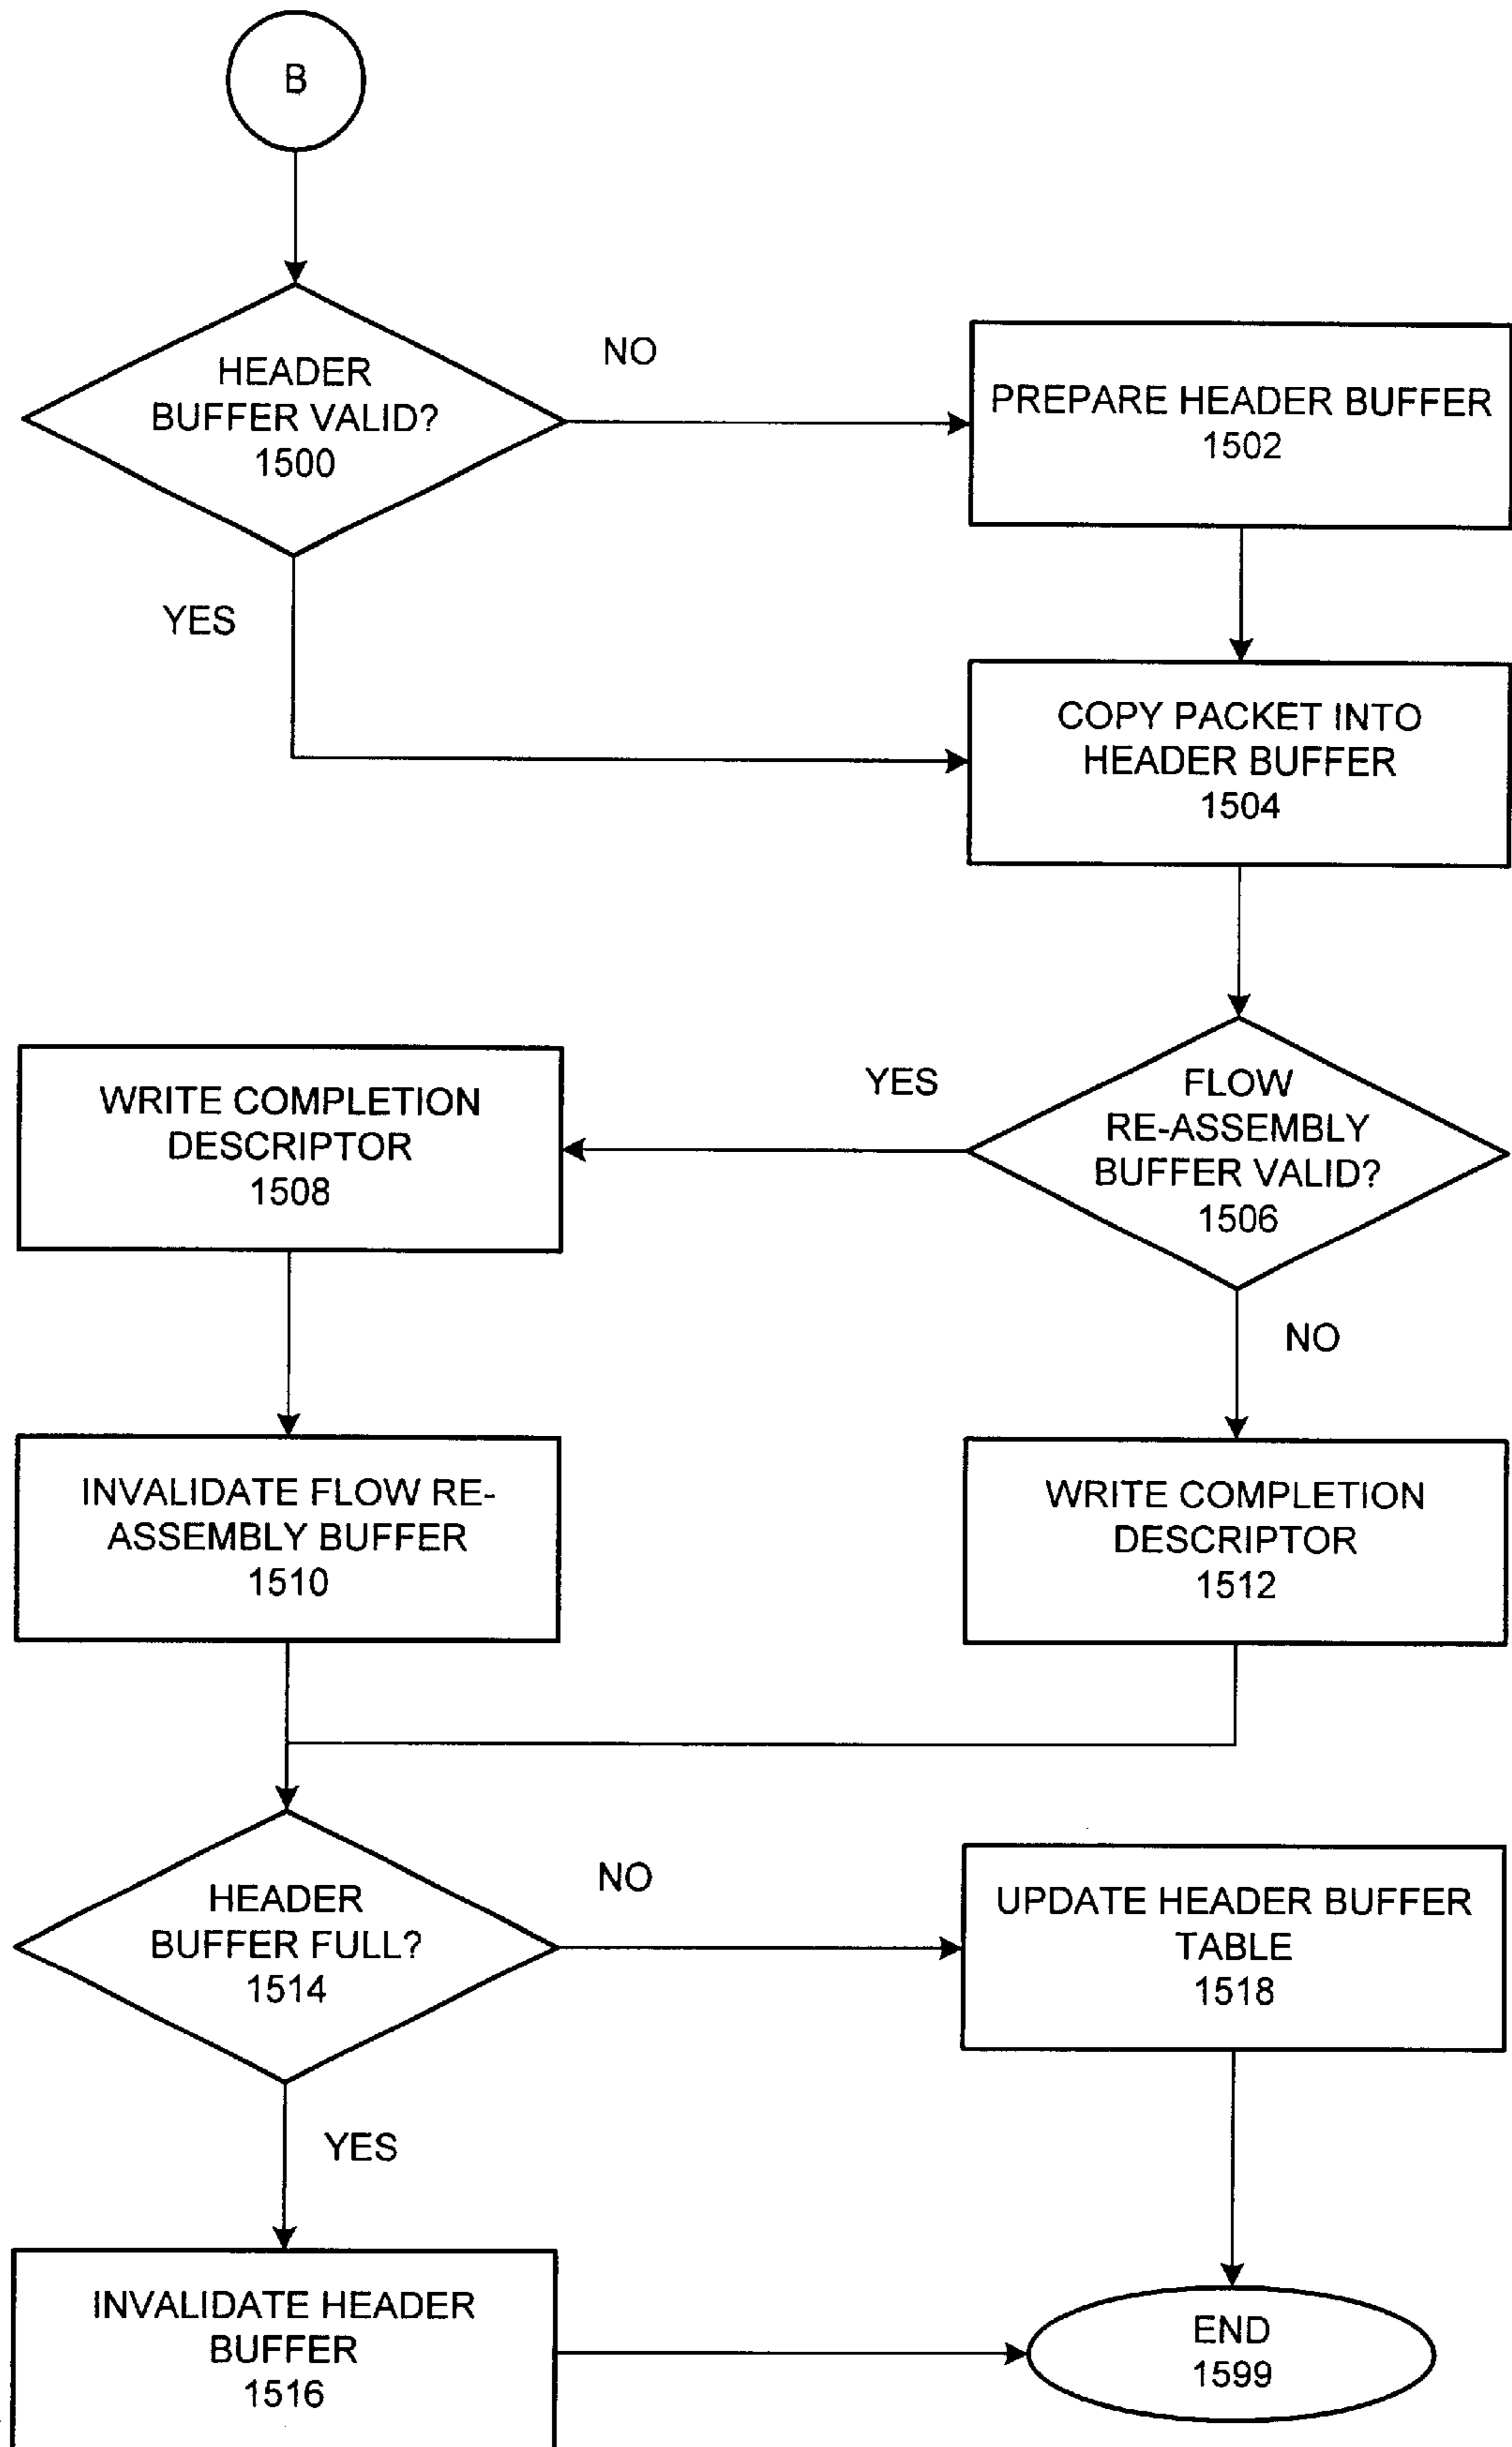 B
HEADER
BUFFER VALID?
1500
NO
PREPARE HEADER BUFFER
1502
YES
COPY PACKET INTO
HEADER BUFFER
1504
FLOW
RE-ASSEMBLY
BUFFER VALID?
1506
YES
WRITE COMPLETION
DESCRIPTOR
1508
NO
INVALIDATE FLOW RE-
ASSEMBLY BUFFER
1510
WRITE COMPLETION
DESCRIPTOR
1512
HEADER
BUFFER FULL?
1514
NO
UPDATE HEADER BUFFER
TABLE
1518
YES
INVALIDATE HEADER
BUFFER
1516
END
1599